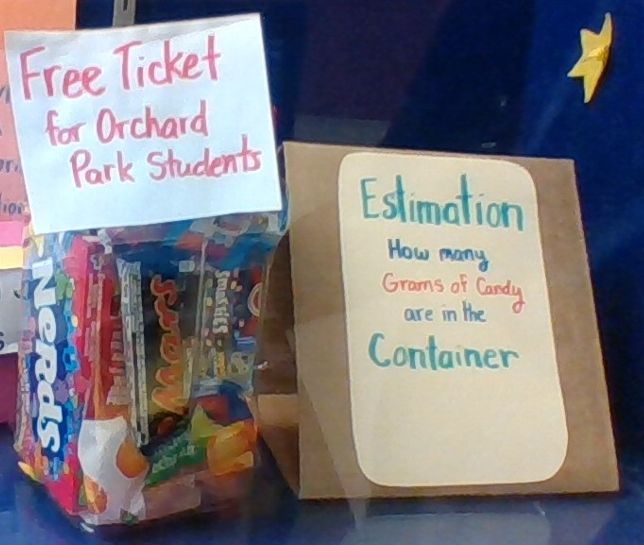 Free Ticket
for Orchard
Park Students
Estimation
How many
Grams of Candy
are in the
Container
Nerds
Smarties